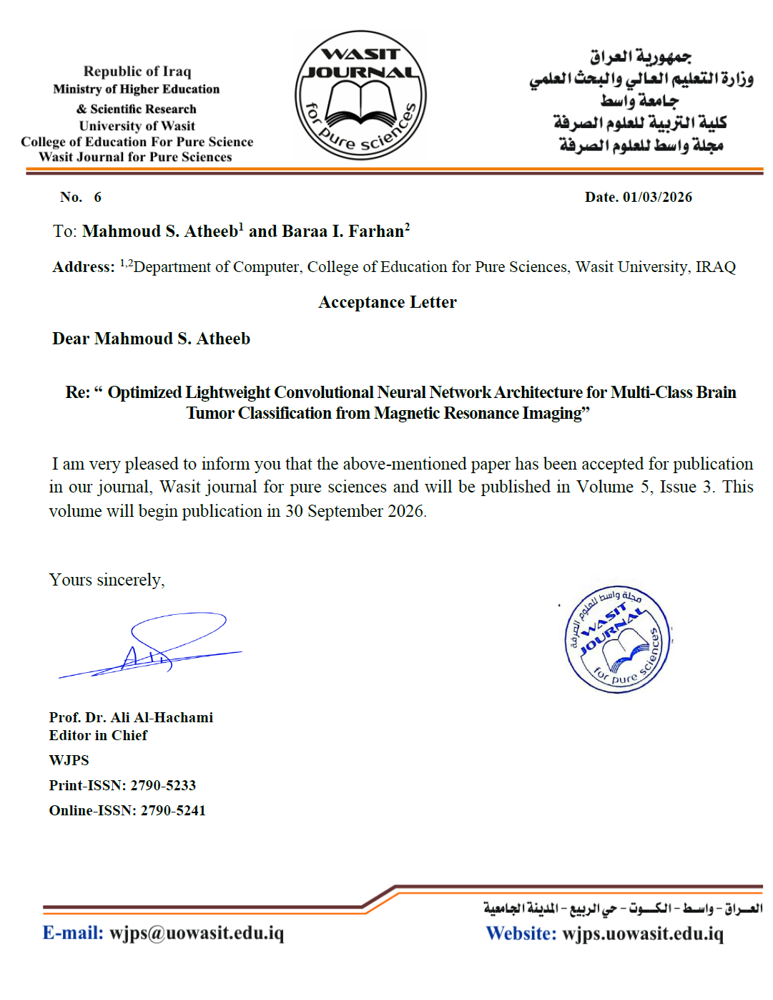 Republic of Iraq
Ministry of Higher Education
& Scientific Research
University of Wasit
College of Education For Pure Science
Wasit Journal for Pure Sciences
WASIT
JOURNAL
for pure sciences
جمهورية العراق
وزارة التعليم العالي والبحث العلمي
جامعة واسط
كلية التربية للعلوم الصرفة
مجلة واسط للعلوم الصرفة
No. 6
Date. 01/03/2026
To: Mahmoud S. Atheeb1 and Baraa I. Farhan2
Address: 1,2Department of Computer, College of Education for Pure Sciences, Wasit University, IRAQ
Acceptance Letter
Dear Mahmoud S. Atheeb
Re: “ Optimized Lightweight Convolutional Neural Network Architecture for Multi-Class Brain
Tumor Classification from Magnetic Resonance Imaging”
I am very pleased to inform you that the above-mentioned paper has been accepted for publication
in our journal, Wasit journal for pure sciences and will be published in Volume 5, Issue 3. This
volume will begin publication in 30 September 2026.
Yours sincerely,
Ali
مجلة واسط للعلوم الصرفة
WASIT
JOURNAL
for pure sciences
Prof. Dr. Ali Al-Hachami
Editor in Chief
WJPS
Print-ISSN: 2790-5233
Online-ISSN: 2790-5241
العـراق - واسـط - الكـوت - حي الربيع - المدينة الجامعية
E-mail: wjps@uowasit.edu.iq
Website: wjps.uowasit.edu.iq